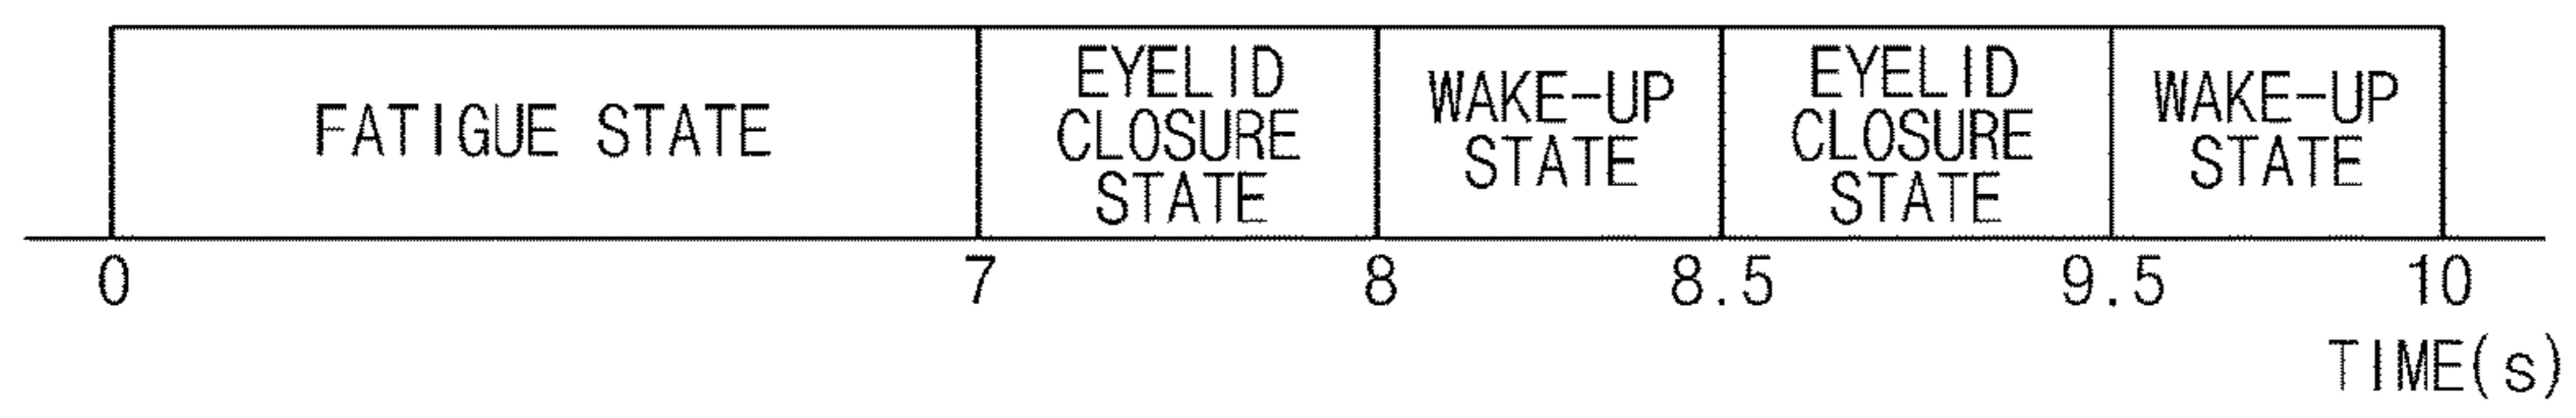 FATIGUE STATE
EYELID
CLOSURE
STATE
WAKE-UP
STATE
EYELID
CLOSURE
STATE
WAKE-UP
STATE
0 7 8 8.5 9.5 10
TIME(s)